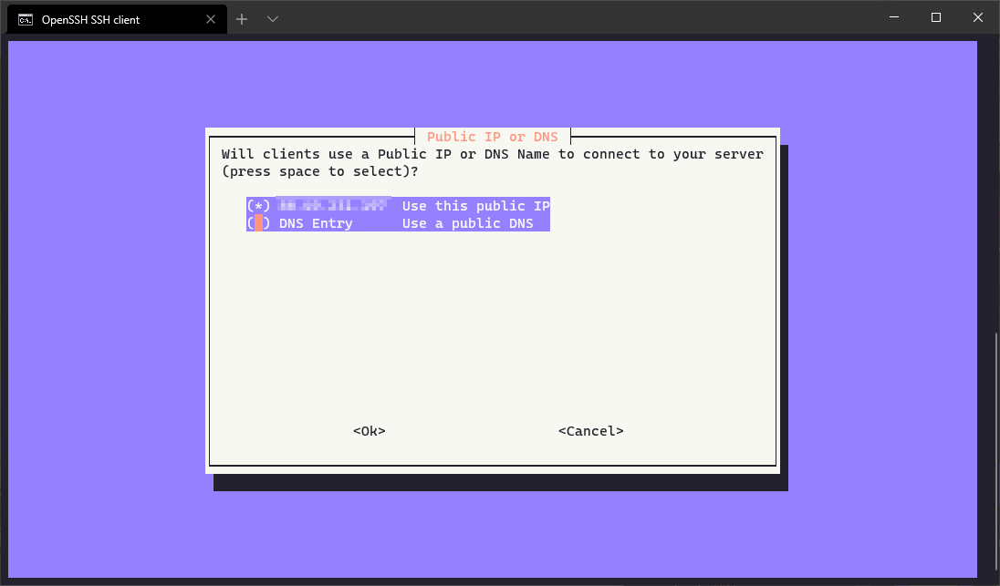 OpenSSH SSH client
Public IP or DNS
Will clients use a Public IP or DNS Name to connect to your server
(press space to select)?
(*) Use this public IP
( ) DNS Entry Use a public DNS
<Ok> <Cancel>